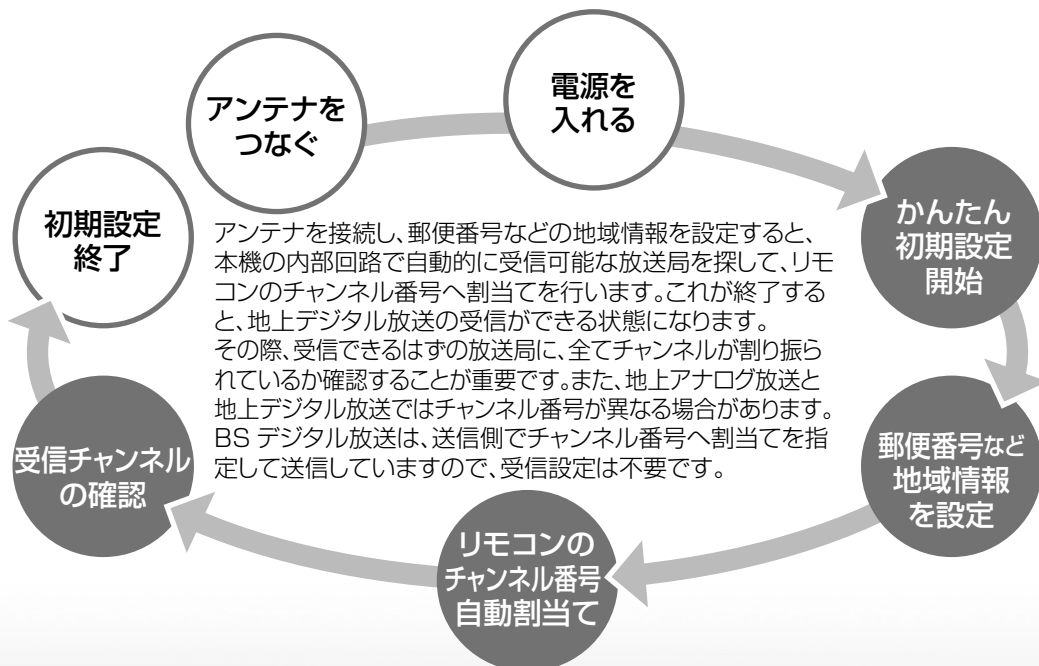 アンテナを
つなぐ
電源を
入れる
かんたん
初期設定
開始
郵便番号など
地域情報
を設定
リモコンの
チャンネル番号
自動割当て
受信チャンネル
の確認
初期設定
終了
アンテナを接続し、郵便番号などの地域情報を設定すると、
本機の内部回路で自動的に受信可能な放送局を探して、リモ
コンのチャンネル番号へ割当てを行います。これが終了する
と、地上デジタル放送の受信ができる状態になります。
その際、受信できるはずの放送局に、全てチャンネルが割り振ら
れているか確認することが重要です。また、地上アナログ放送と
地上デジタル放送ではチャンネル番号が異なる場合があります。
BS デジタル放送は、送信側でチャンネル番号へ割当てを指
定して送信していますので、受信設定は不要です。